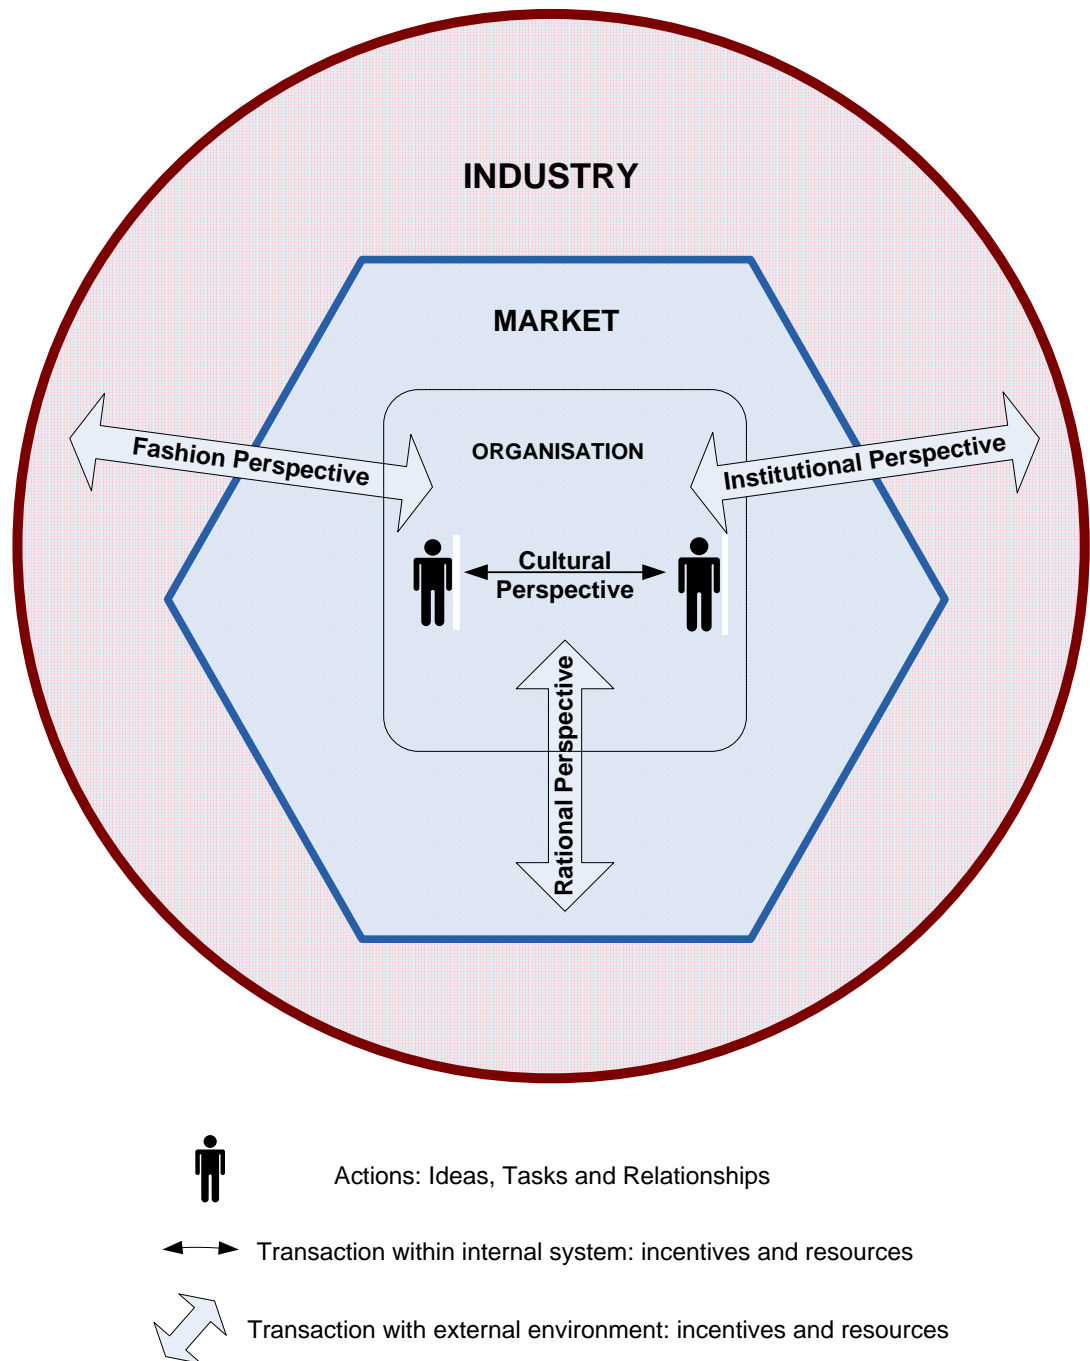 INDUSTRY
MARKET
ORGANISATION
Fashion Perspective
Institutional Perspective
Cultural
Perspective
Rational Perspective
Actions: Ideas, Tasks and Relationships
Transaction within internal system: incentives and resources
Transaction with external environment: incentives and resources